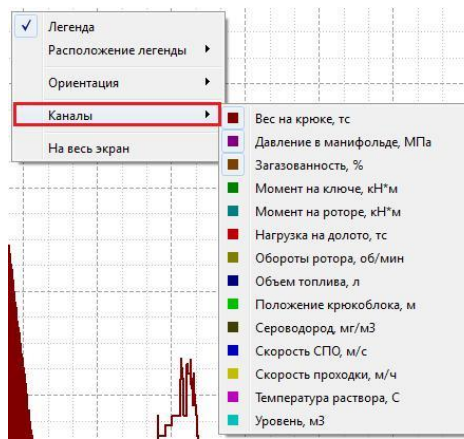 Легенда
Расположение легенды
Ориентация
Каналы
На весь экран
Вес на крюке, тс
Давление в манифольде, МПа
Загазованность, %
Момент на ключе, кН*м
Момент на роторе, кН*м
Нагрузка на долото, тс
Обороты ротора, об/мин
Объем топлива, л
Положение крюкоблока, м
Сероводород, мг/м3
Скорость СПО, м/с
Скорость проходки, м/ч
Температура раствора, С
Уровень, м3